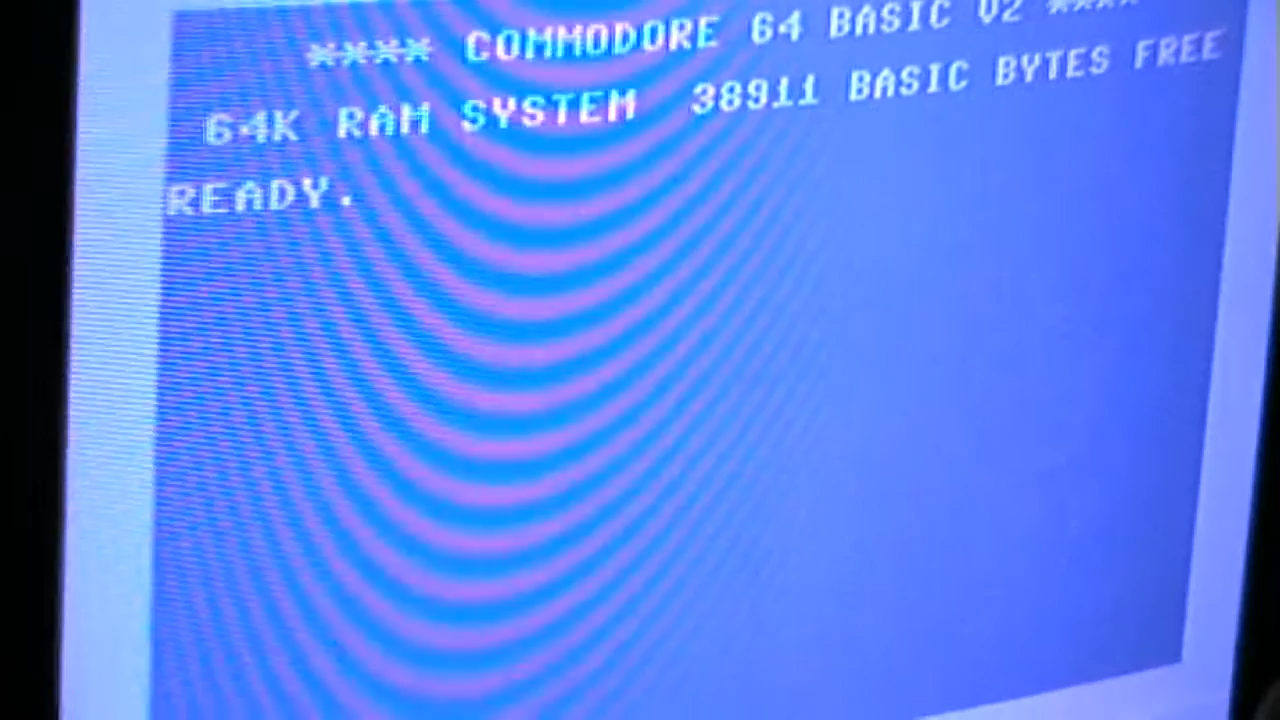 **** COMMODORE 64 BASIC V2 ****
64K RAM SYSTEM 38911 BASIC BYTES FREE
READY.